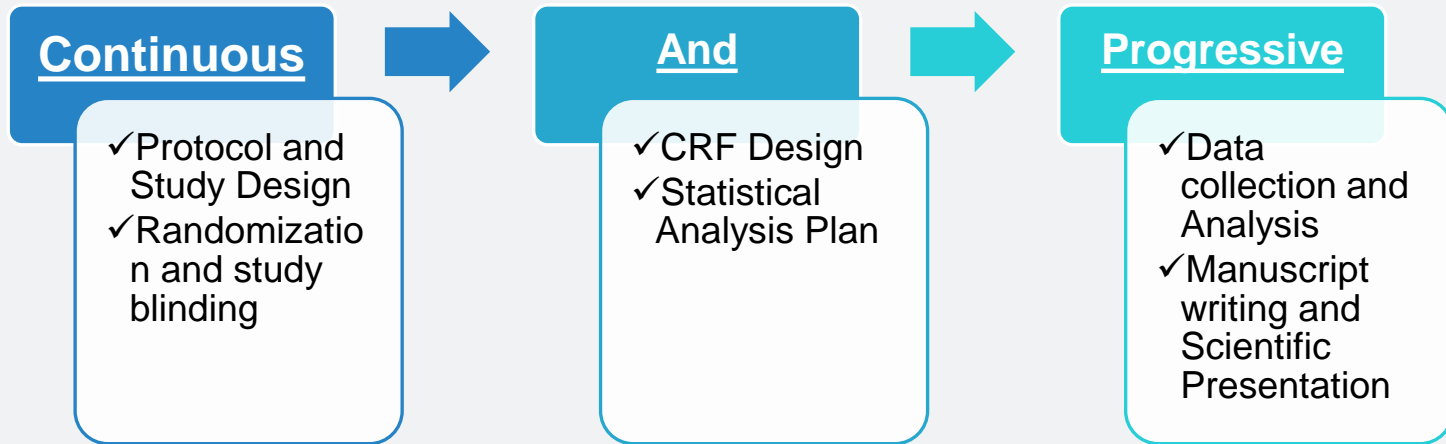 Continuous
✓Protocol and
Study Design
✓Randomizatio
n and study
blinding
And
✓CRF Design
✓Statistical
Analysis Plan
Progressive
✓Data
collection and
Analysis
✓Manuscript
writing and
Scientific
Presentation